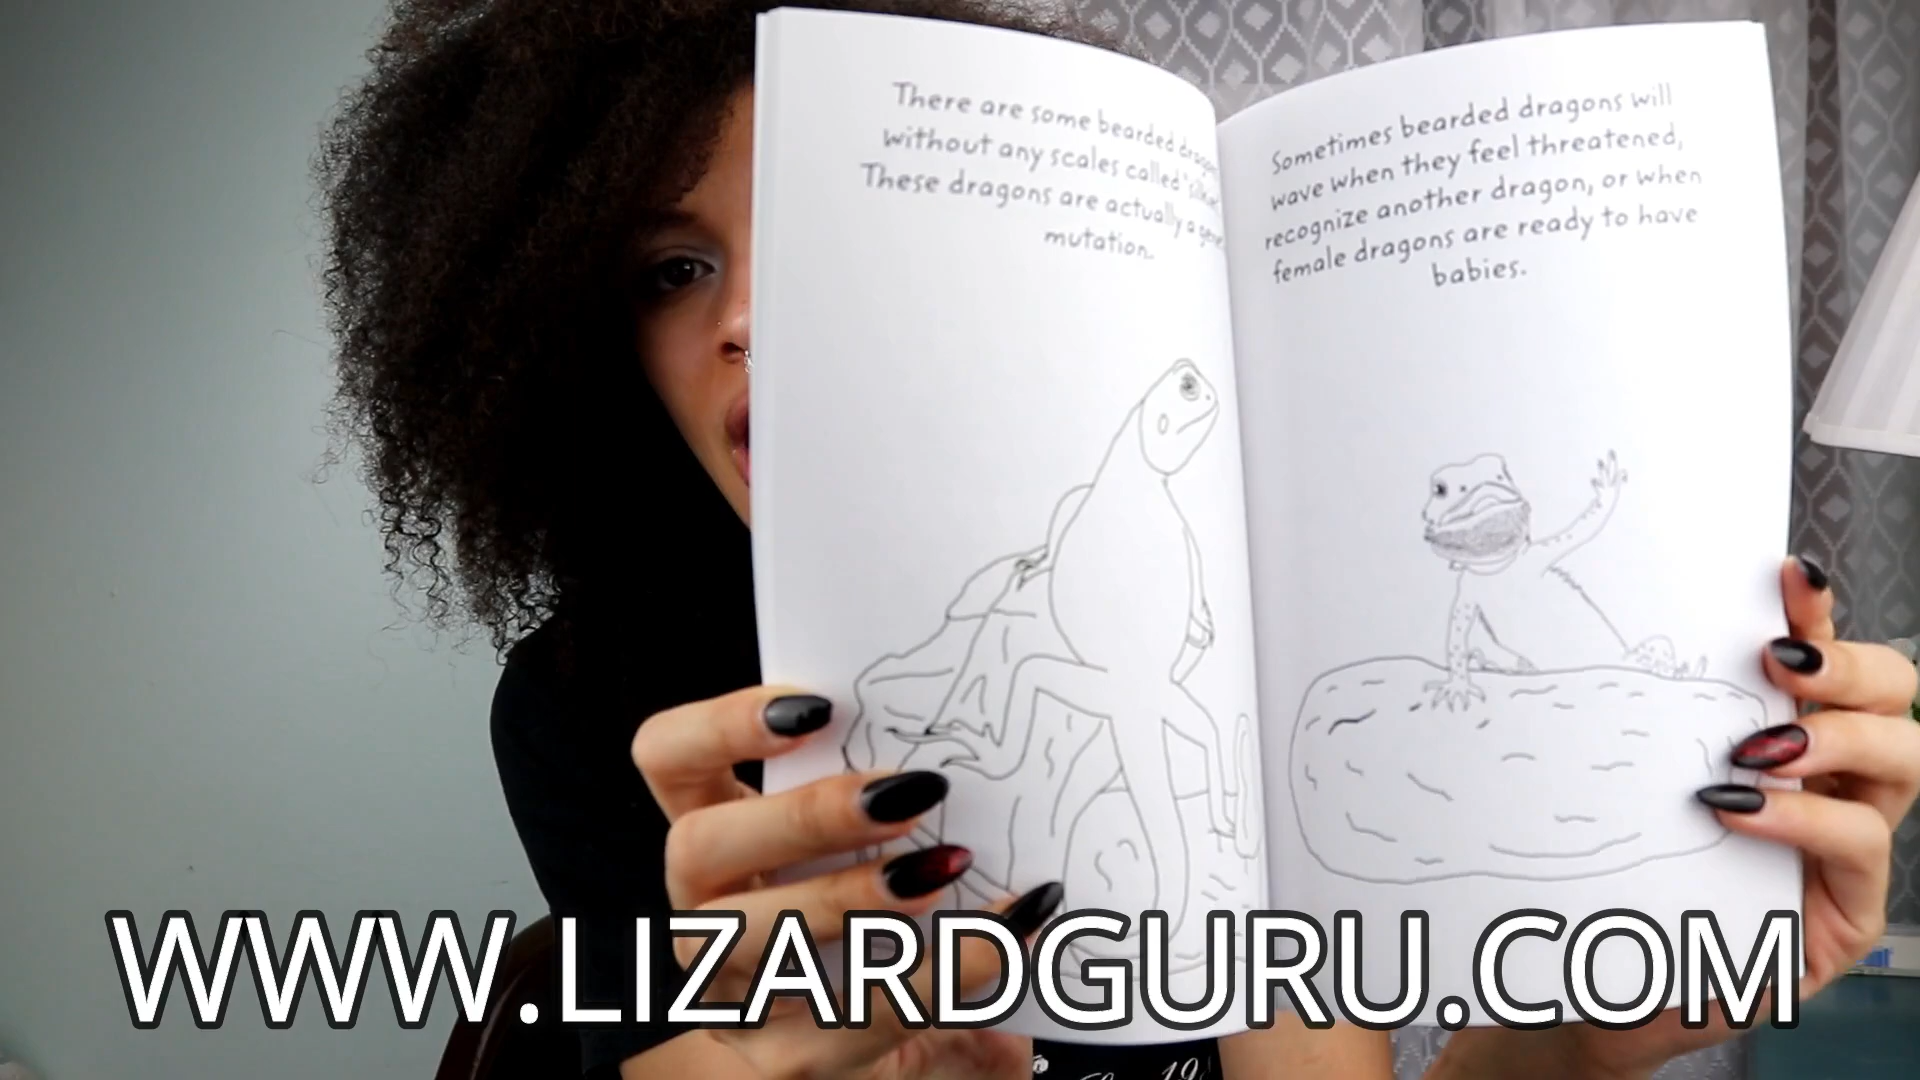 There are some bearded dragons
without any scales called
These dragons are actually a
mutation.
Sometimes bearded dragons will
wave when they feel threatened,
recognize another dragon, or when
female dragons are ready to have
babies.
WWW.LIZARDGURU.COM